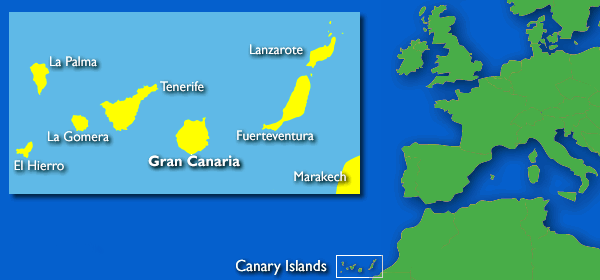 Lanzarote
La Palma
Tenerife
La Gomera
Fuerteventura
El Hierro
Gran Canaria
Marakech
Canary Islands